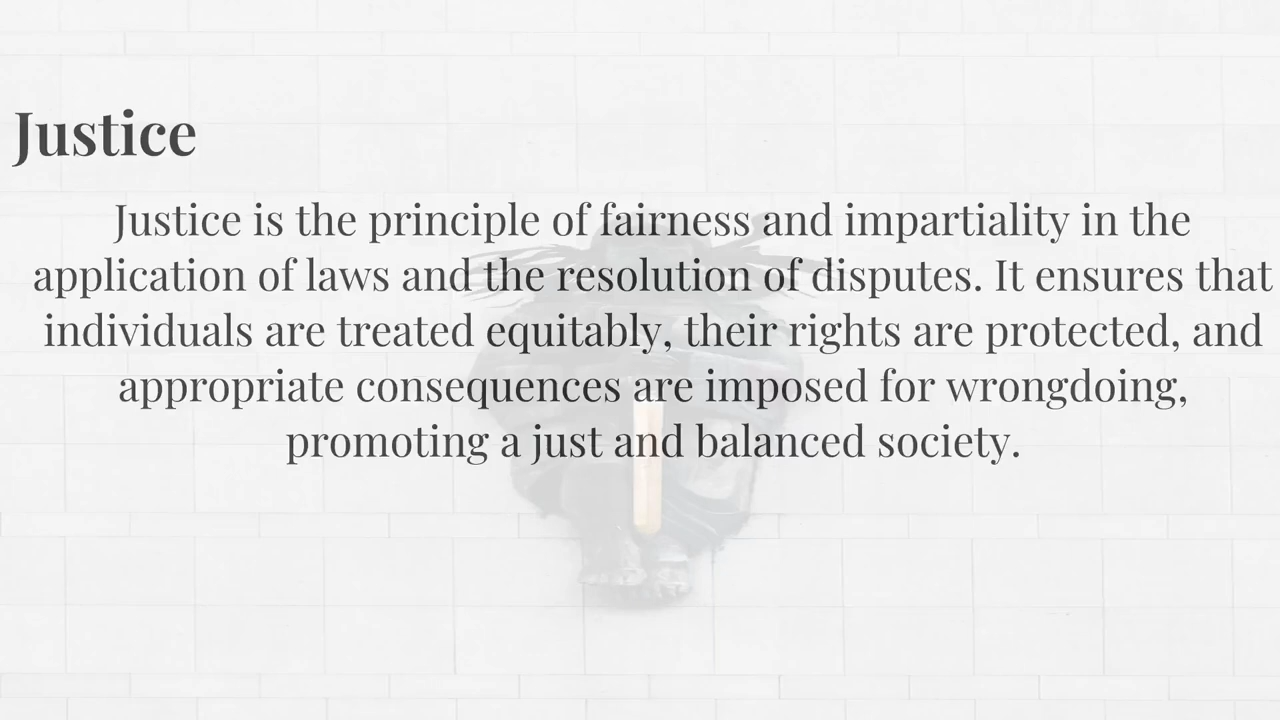 Justice
Justice is the principle of fairness and impartiality in the
application of laws and the resolution of disputes. It ensures that
individuals are treated equitably, their rights are protected, and
appropriate consequences are imposed for wrongdoing,
promoting a just and balanced society.